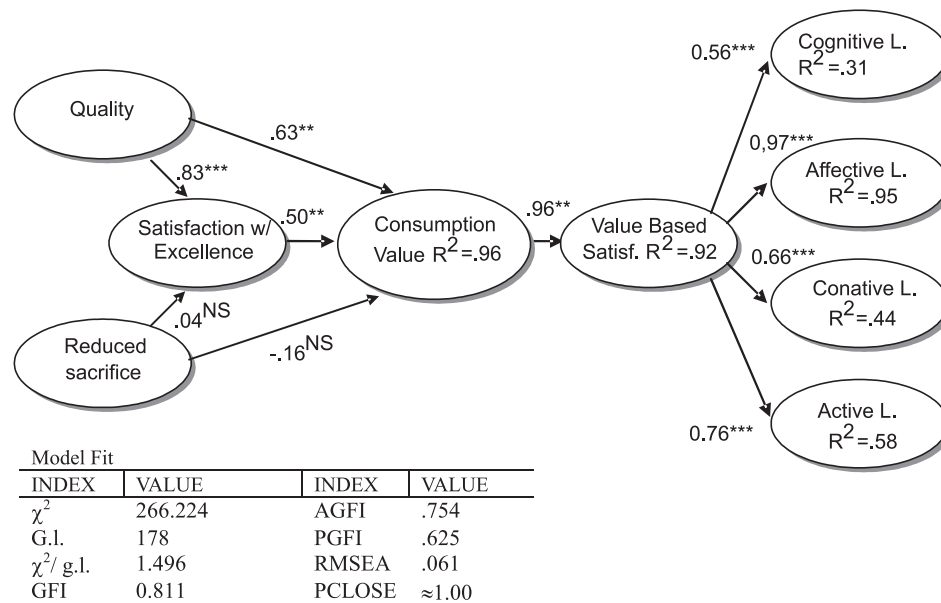 Quality
.83***
.63**
Satisfaction w/
Excellence
.50**
Reduced
sacrifice
.04NS
-.16NS
Consumption
Value R²=.96
.96**
Value Based
Satisf. R²=.92
0.56***
Cognitive L.
R²=.31
0,97***
Affective L.
R²=.95
0.66***
Conative L.
R²=.44
0.76***
Active L.
R²=.58
Model Fit
INDEX VALUE INDEX VALUE
χ² 266.224 AGFI .754
G.l. 178 PGFI .625
χ²/ g.l. 1.496 RMSEA .061
GFI 0.811 PCLOSE ≈1.00